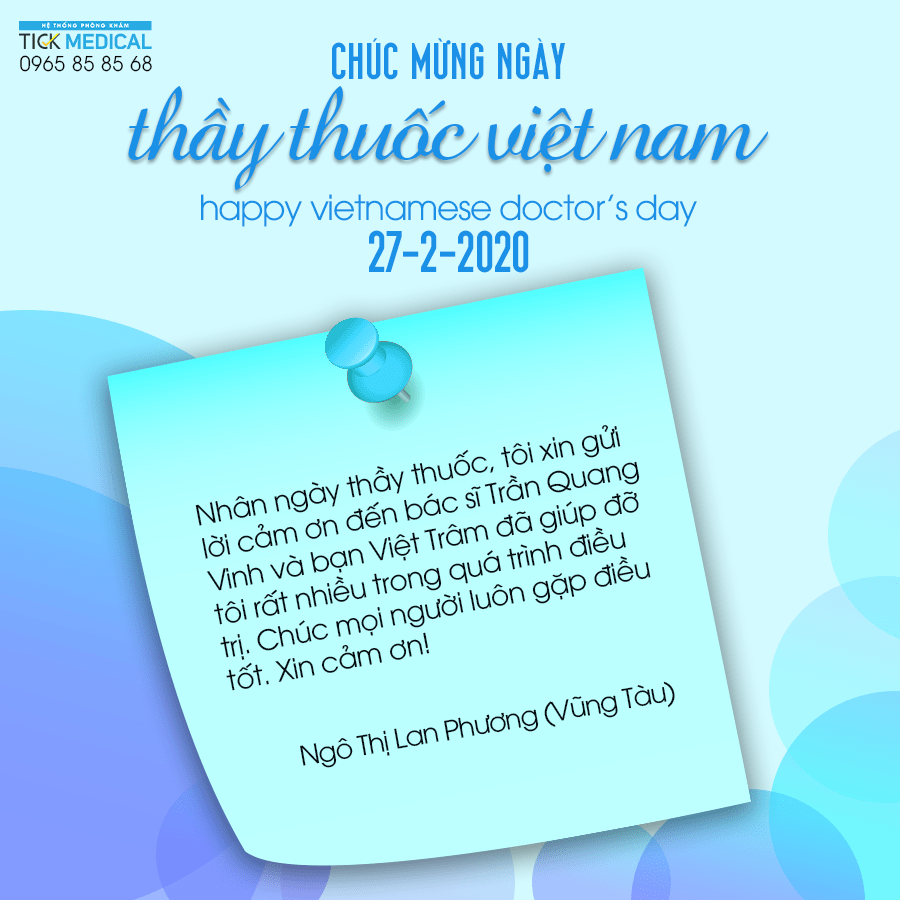 HỆ THỐNG PHÒNG KHÁM
TICK MEDICAL
0965 85 85 68
CHÚC MỪNG NGÀY
thầy thuốc việt nam
happy vietnamese doctor's day
27-2-2020
Nhân ngày thầy thuốc, tôi xin gửi
lời cảm ơn đến bác sĩ Trần Quang
Vinh và bạn Việt Trâm đã giúp đỡ
tôi rất nhiều trong quá trình điều
trị. Chúc mọi người luôn gặp điều
tốt. Xin cảm ơn!
Ngô Thị Lan Phương (Vũng Tàu)